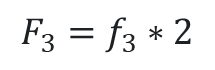 F₃ = f₃ * 2